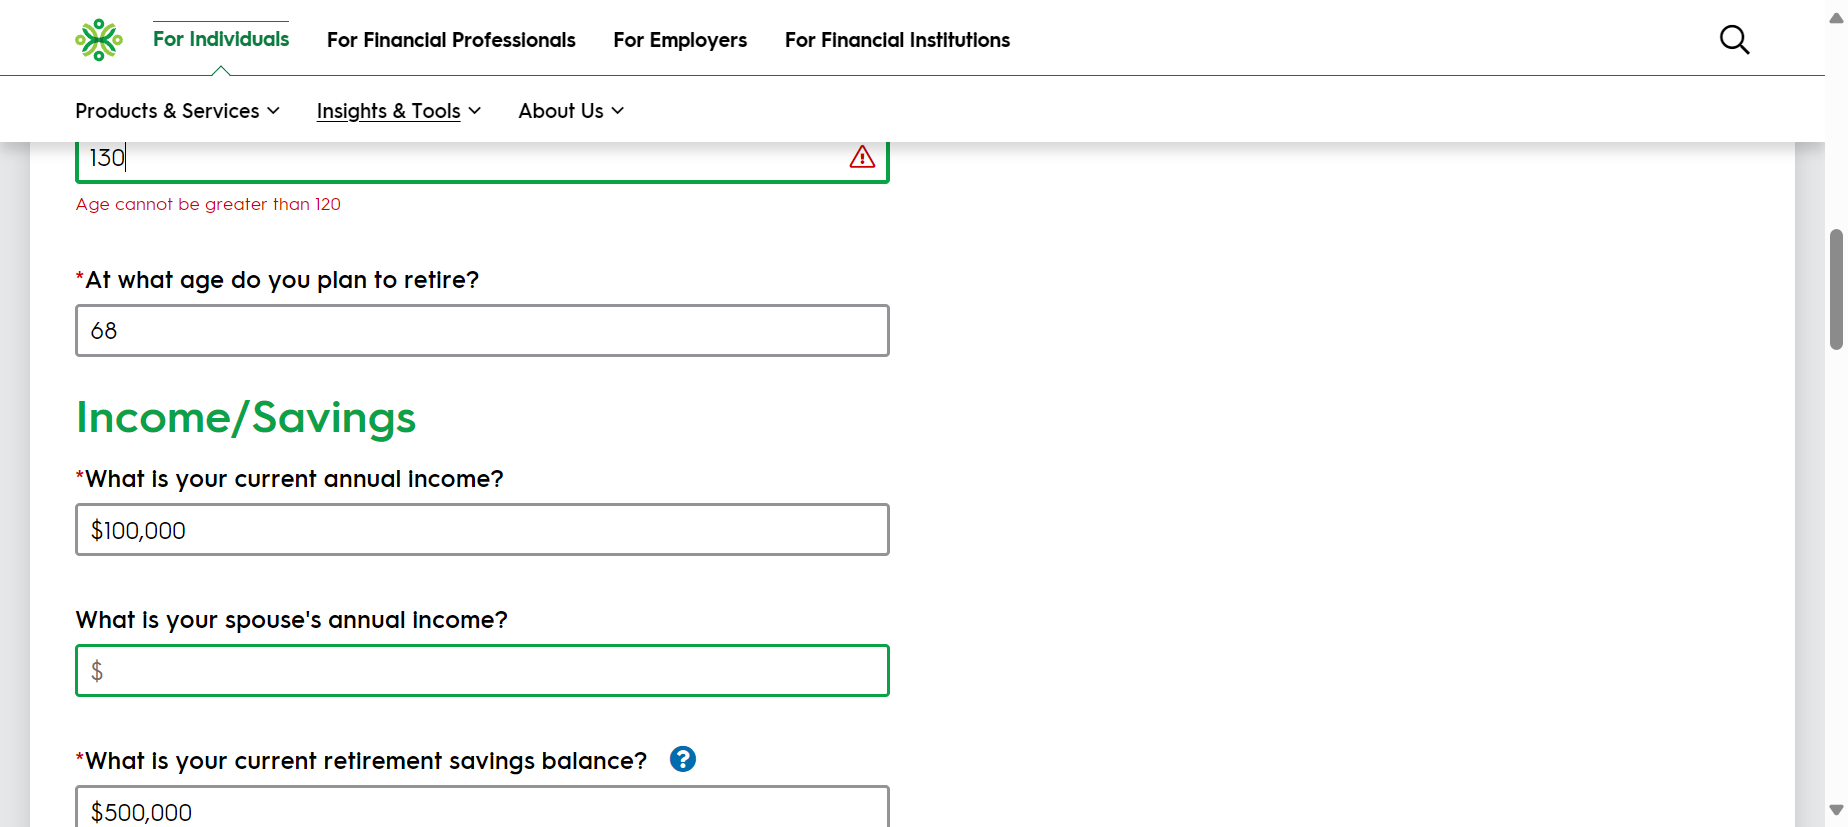 For Individuals
For Financial Professionals
For Employers
For Financial Institutions
Products & Services
Insights & Tools
About Us
130
Age cannot be greater than 120
*At what age do you plan to retire?
68
Income/Savings
*What is your current annual income?
$100,000
What is your spouse's annual income?
$
*What is your current retirement savings balance?
?
$500,000